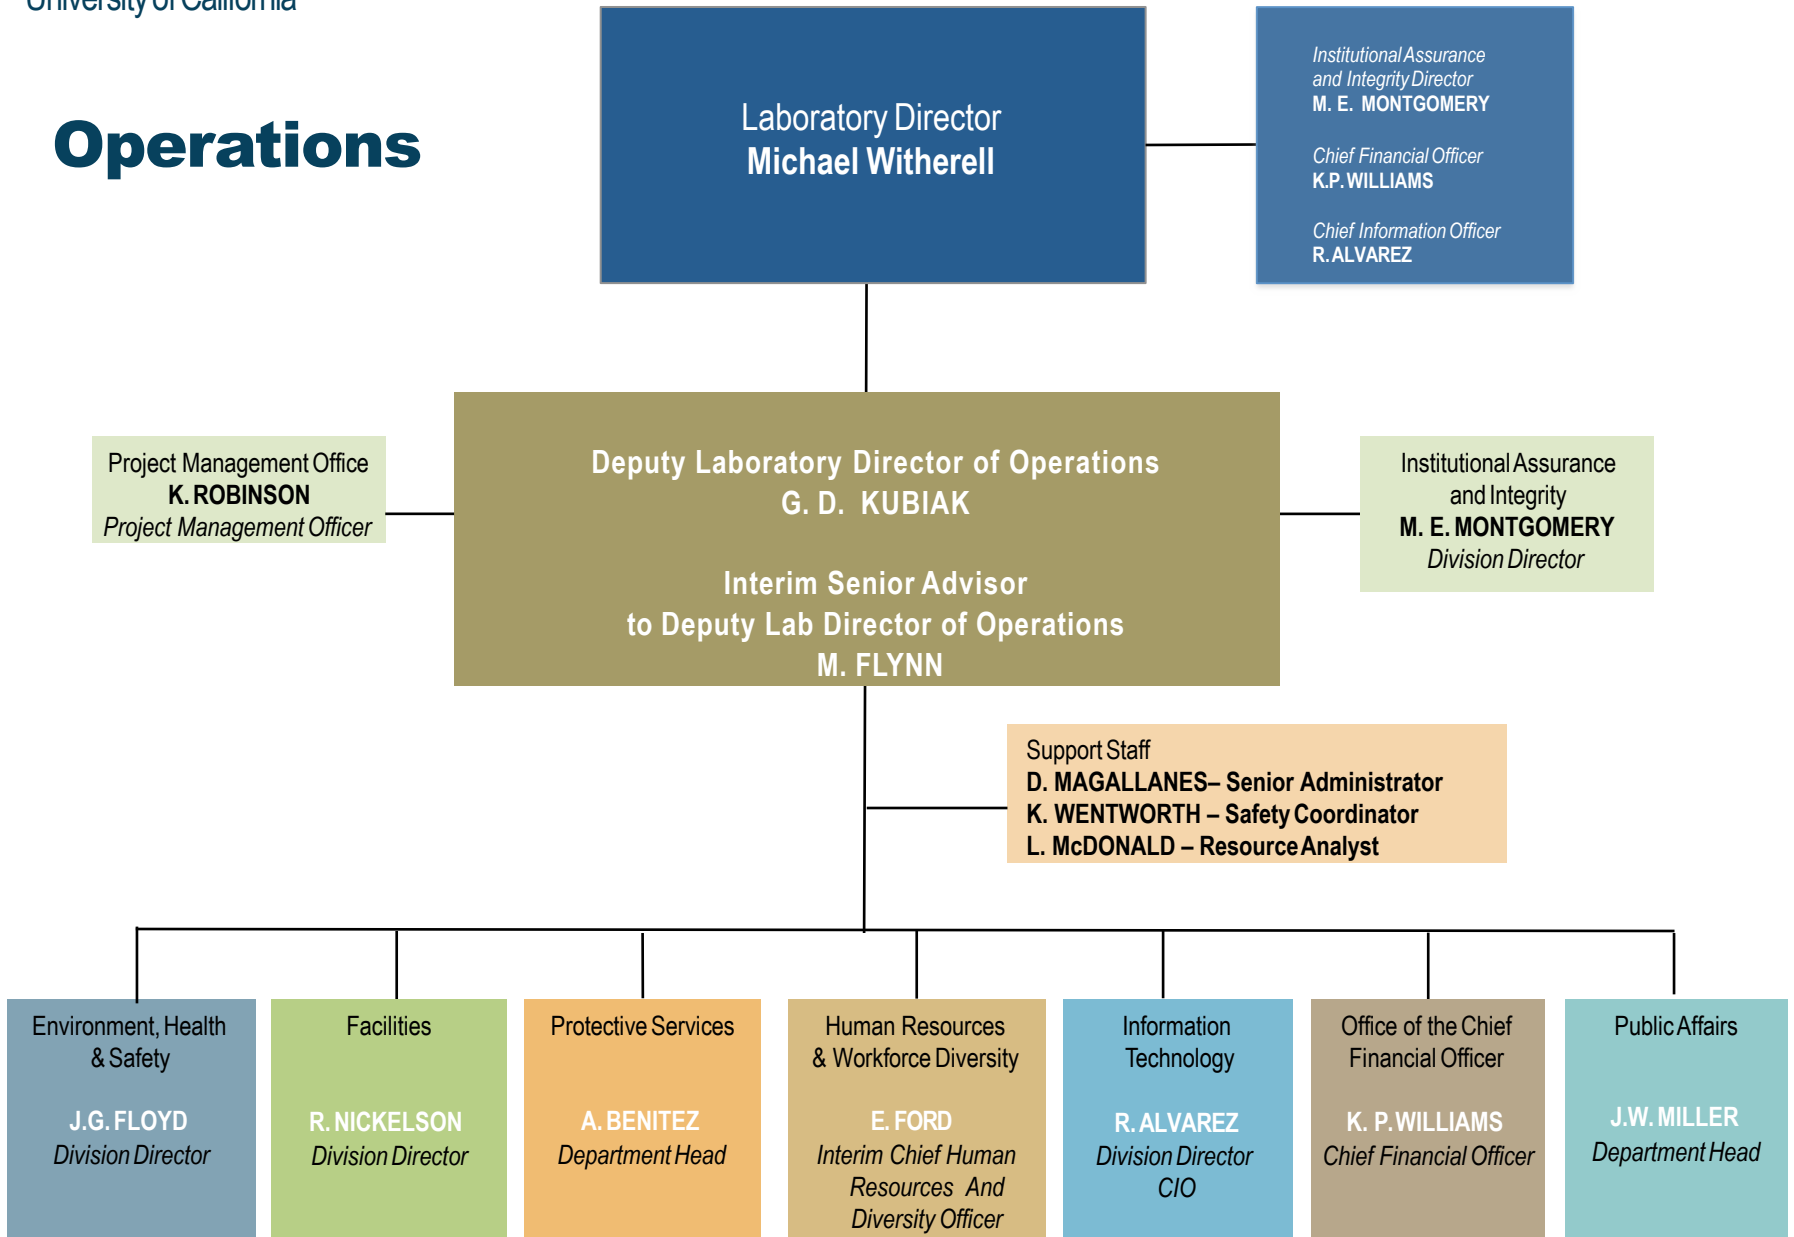 University of California
Operations
Laboratory Director
Michael Witherell
Institutional Assurance
and Integrity Director
M. E. MONTGOMERY
Chief Financial Officer
K.P. WILLIAMS
Chief Information Officer
R. ALVAREZ
Project Management Office
K. ROBINSON
Project Management Officer
Deputy Laboratory Director of Operations
G. D. KUBIAK
Interim Senior Advisor
to Deputy Lab Director of Operations
M. FLYNN
Institutional Assurance
and Integrity
M. E. MONTGOMERY
Division Director
Support Staff
D. MAGALLANES– Senior Administrator
K. WENTWORTH – Safety Coordinator
L. McDONALD – Resource Analyst
Environment, Health
& Safety
J.G. FLOYD
Division Director
Facilities
R. NICKELSON
Division Director
Protective Services
A. BENITEZ
Department Head
Human Resources
& Workforce Diversity
E. FORD
Interim Chief Human
Resources And
Diversity Officer
Information
Technology
R. ALVAREZ
Division Director
CIO
Office of the Chief
Financial Officer
K. P. WILLIAMS
Chief Financial Officer
Public Affairs
J.W. MILLER
Department Head